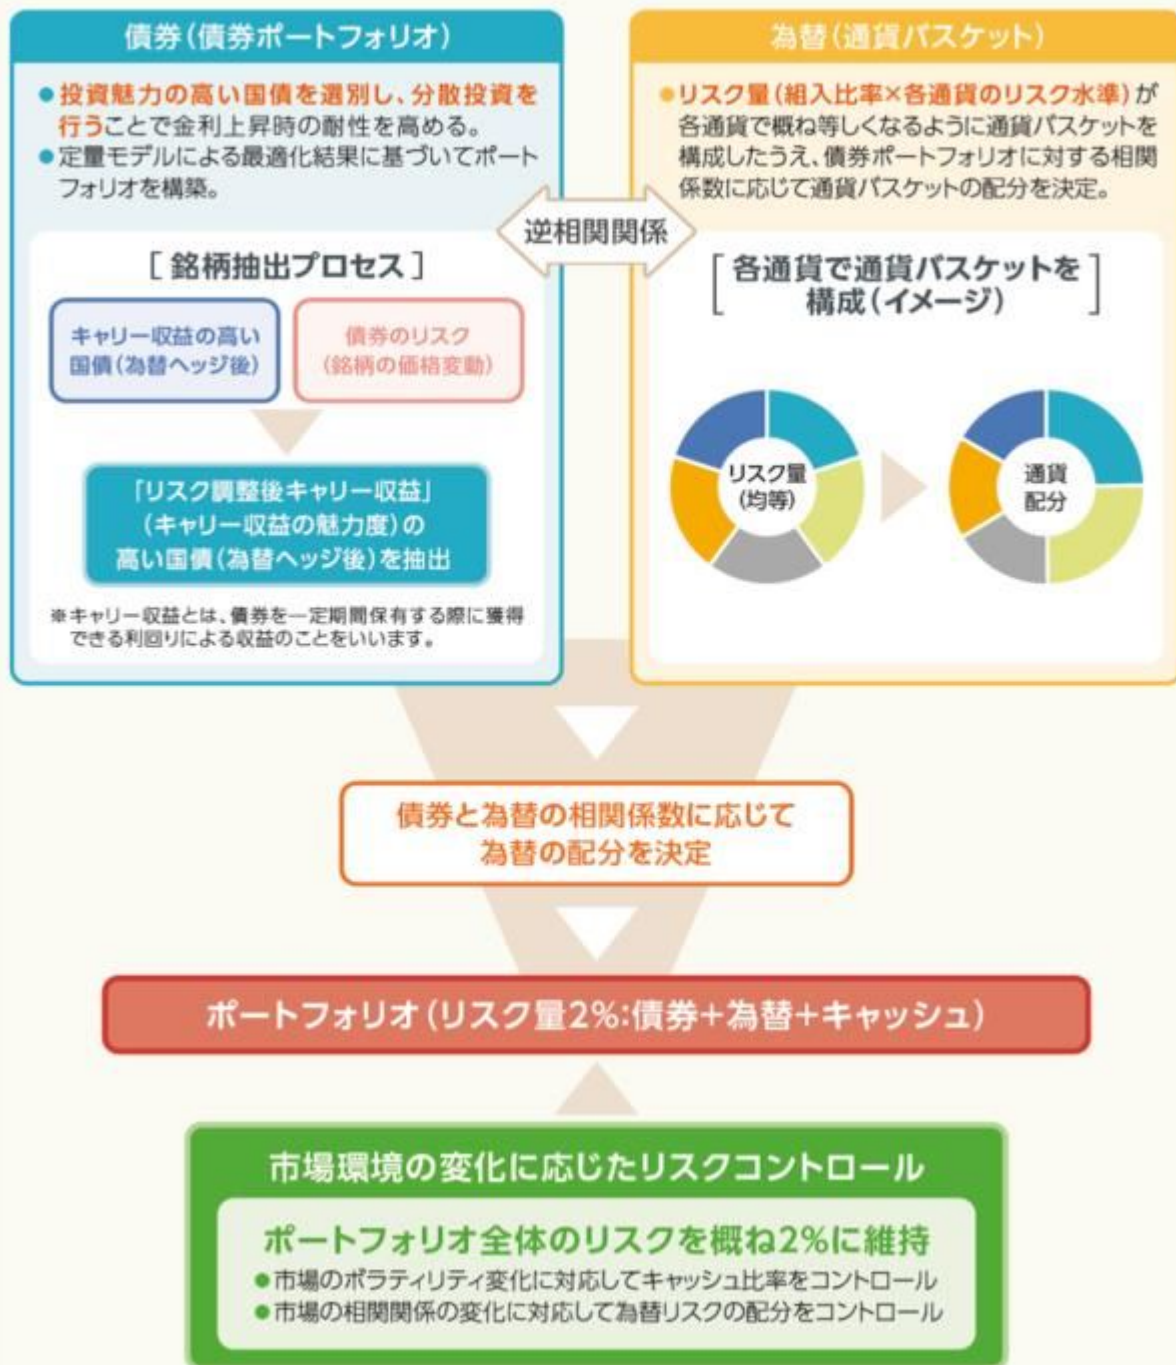 債券（債券ポートフォリオ）
●投資魅力の高い国債を選別し、分散投資を
行うことで金利上昇時の耐性を高める。
●定量モデルによる最適化結果に基づいてポート
フォリオを構築。
［銘柄抽出プロセス］
キャリー収益の高い
国債（為替ヘッジ後）
債券のリスク
（銘柄の価格変動）
「リスク調整後キャリー収益」
（キャリー収益の魅力度）の
高い国債（為替ヘッジ後）を抽出
※キャリー収益とは、債券を一定期間保有する際に獲得
できる利回りによる収益のことをいいます。
逆相関関係
為替（通貨バスケット）
●リスク量（組入比率×各通貨のリスク水準）が
各通貨で概ね等しくなるように通貨バスケットを
構成したうえ、債券ポートフォリオに対する相関
係数に応じて通貨バスケットの配分を決定。
［各通貨で通貨バスケットを
構成（イメージ）］
リスク量
（均等）
通貨
配分
債券と為替の相関係数に応じて
為替の配分を決定
ポートフォリオ（リスク量2%:債券＋為替＋キャッシュ）
市場環境の変化に応じたリスクコントロール
ポートフォリオ全体のリスクを概ね2%に維持
●市場のボラティリティ変化に対応してキャッシュ比率をコントロール
●市場の相関関係の変化に対応して為替リスクの配分をコントロール